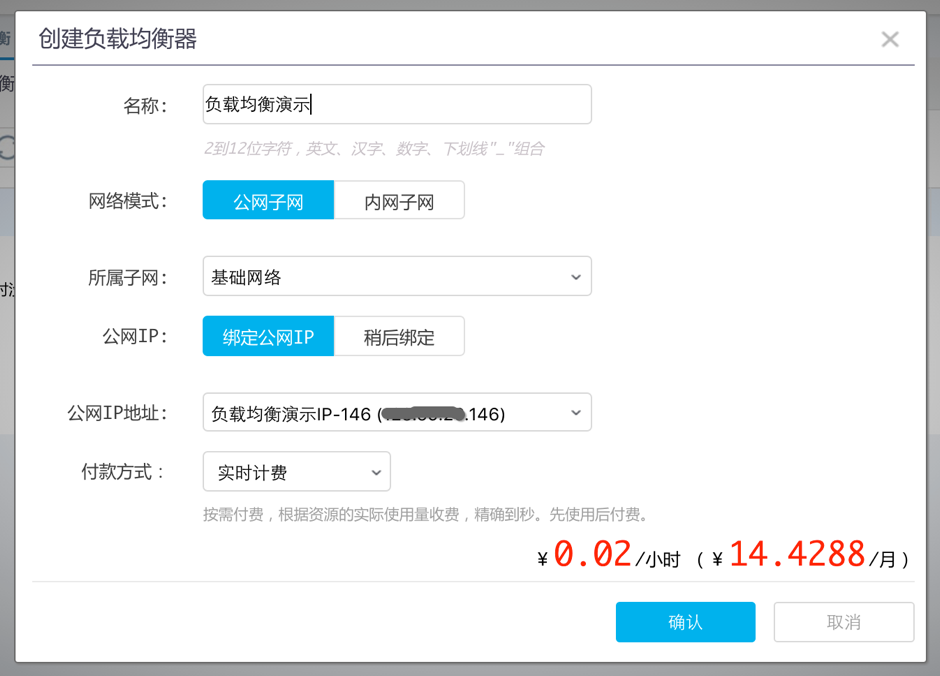 创建负载均衡器
名称： 负载均衡演示
2到12位字符，英文、汉字、数字、下划线"_"组合
网络模式： 公网子网 内网子网
所属子网： 基础网络
公网IP： 绑定公网IP 稍后绑定
公网IP地址： 负载均衡演示IP-146 ( .146)
付款方式： 实时计费
按需付费，根据资源的实际使用量收费，精确到秒。先使用后付费。
¥0.02/小时 (¥14.4288/月)
确认 取消